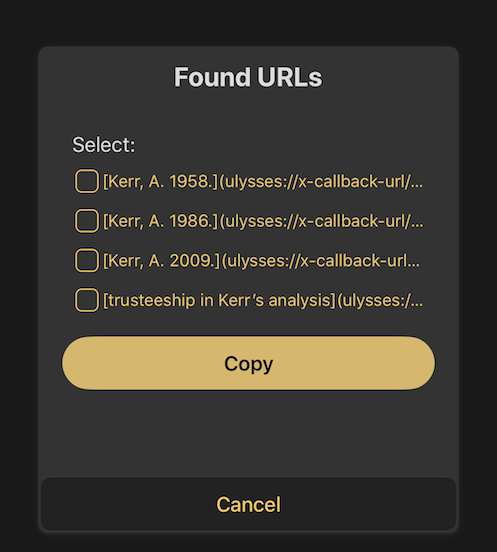 Found URLs
Select:
[Kerr, A. 1958.](ulysses://x-callback-url/...
[Kerr, A. 1986.](ulysses://x-callback-url/...
[Kerr, A. 2009.](ulysses://x-callback-url...
[trusteeship in Kerr's analysis](ulysses:/...
Copy
Cancel